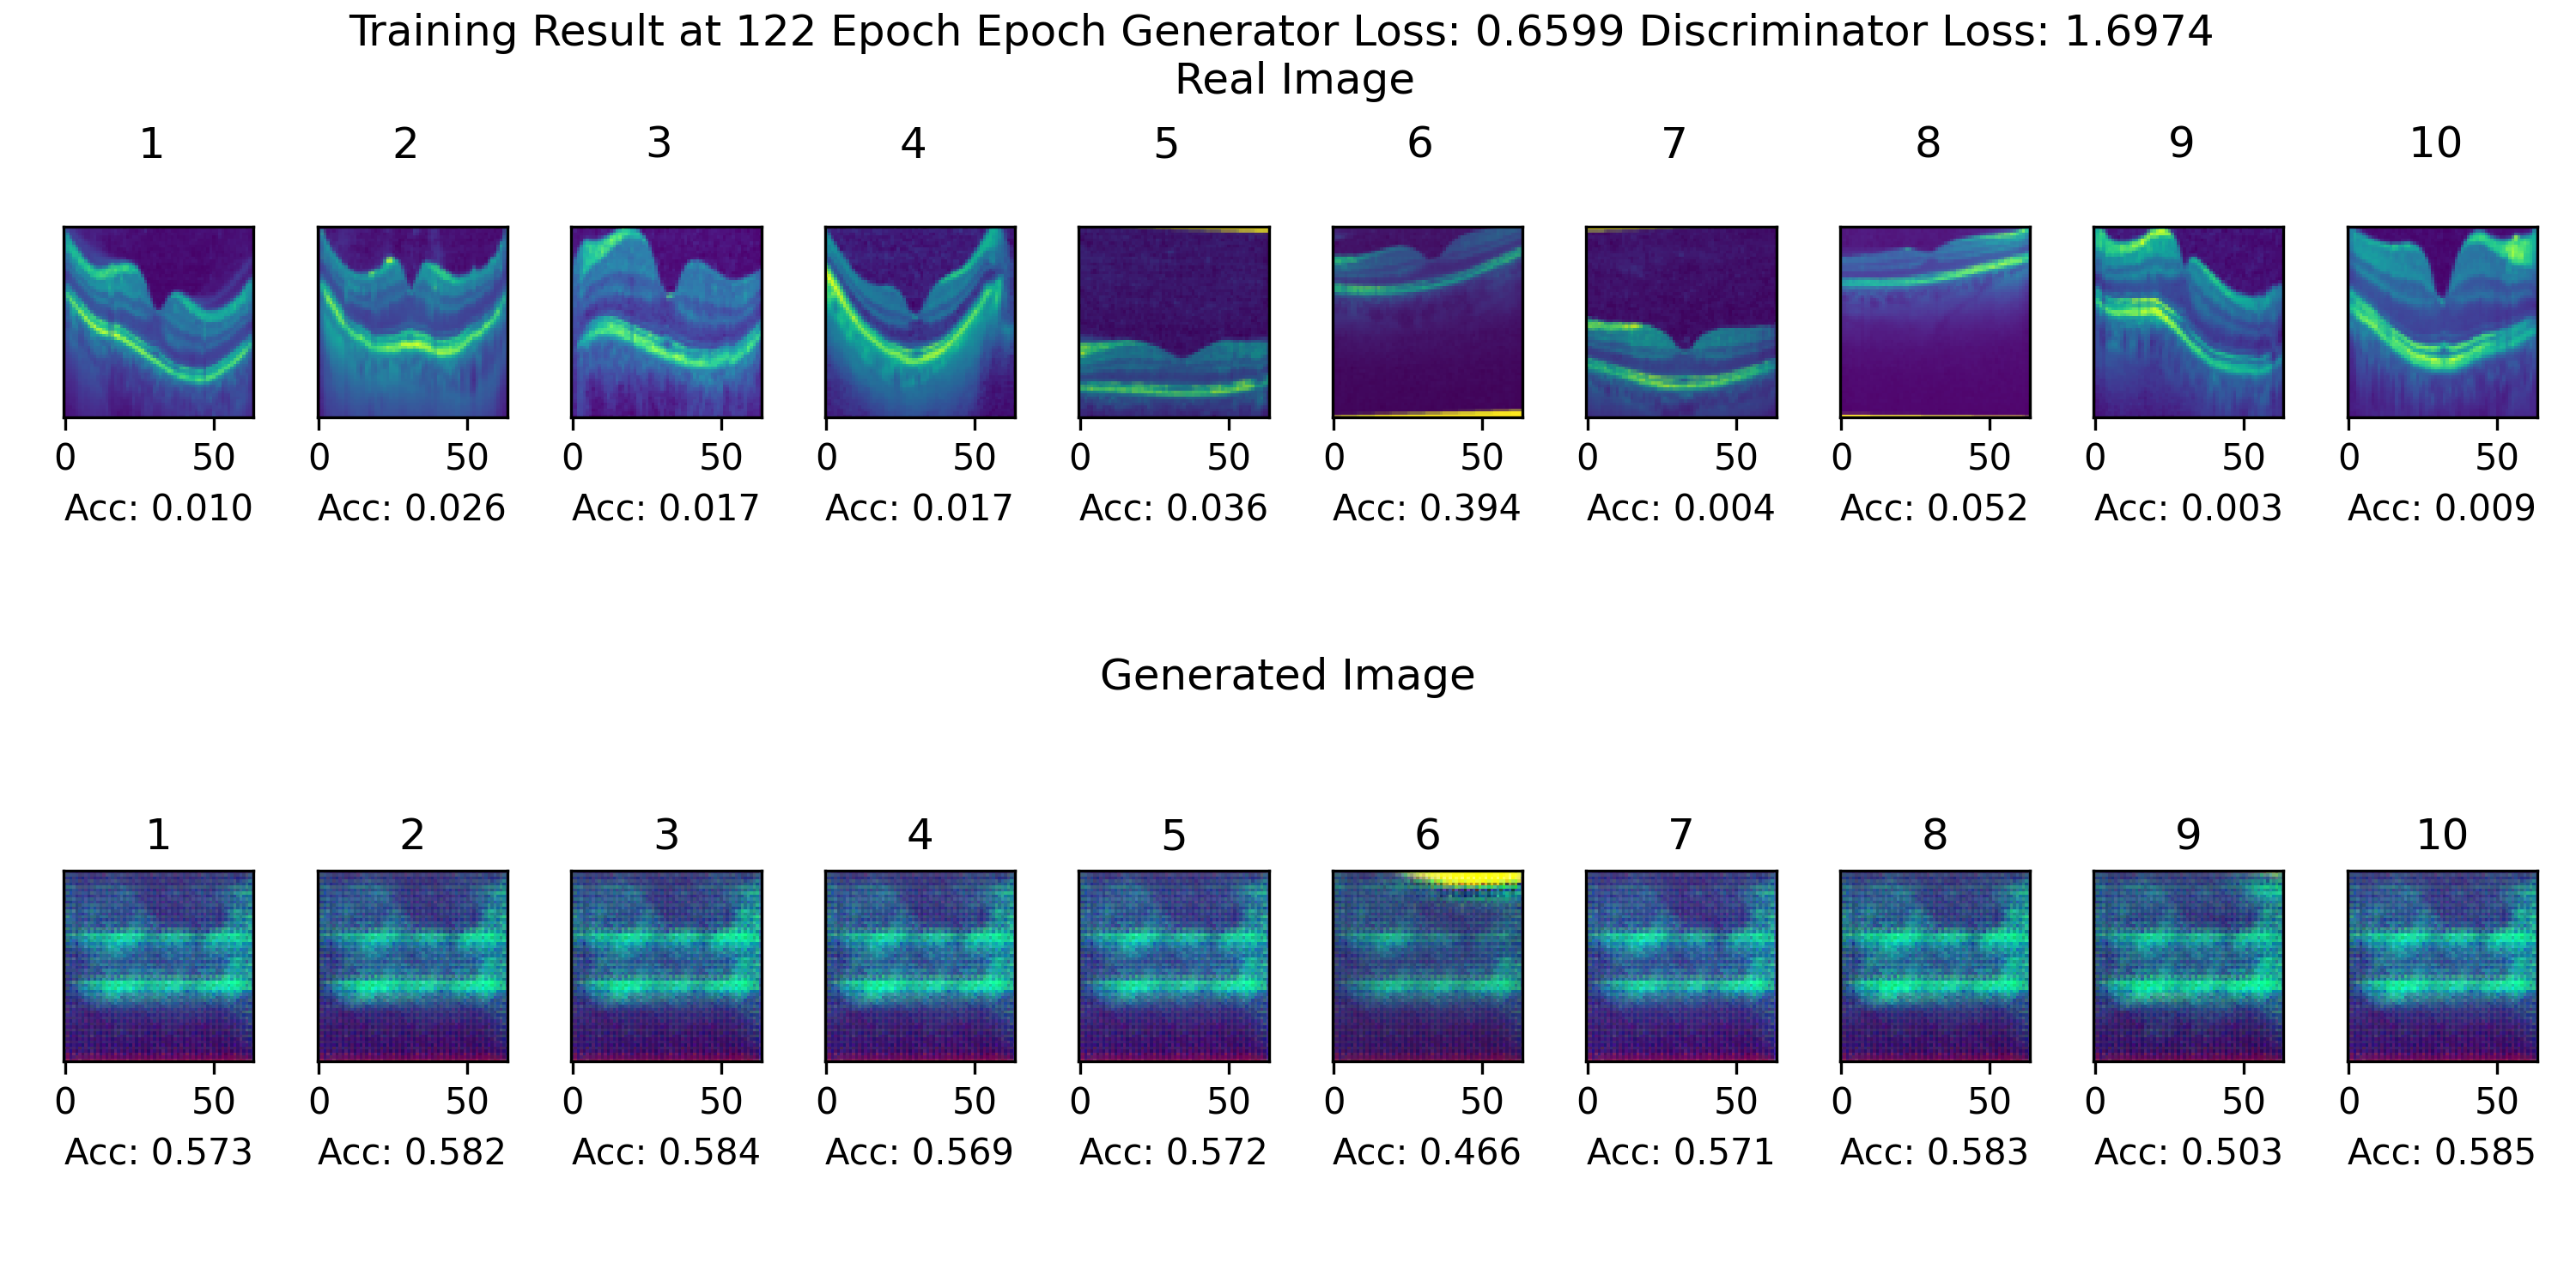 Training Result at 122 Epoch Epoch Generator Loss: 0.6599 Discriminator Loss: 1.6974
Real Image
1 2 3 4 5 6 7 8 9 10
0 50 0 50 0 50 0 50 0 50 0 50 0 50 0 50 0 50 0 50
Acc: 0.010 Acc: 0.026 Acc: 0.017 Acc: 0.017 Acc: 0.036 Acc: 0.394 Acc: 0.004 Acc: 0.052 Acc: 0.003 Acc: 0.009
Generated Image
1 2 3 4 5 6 7 8 9 10
0 50 0 50 0 50 0 50 0 50 0 50 0 50 0 50 0 50 0 50
Acc: 0.573 Acc: 0.582 Acc: 0.584 Acc: 0.569 Acc: 0.572 Acc: 0.466 Acc: 0.571 Acc: 0.583 Acc: 0.503 Acc: 0.585